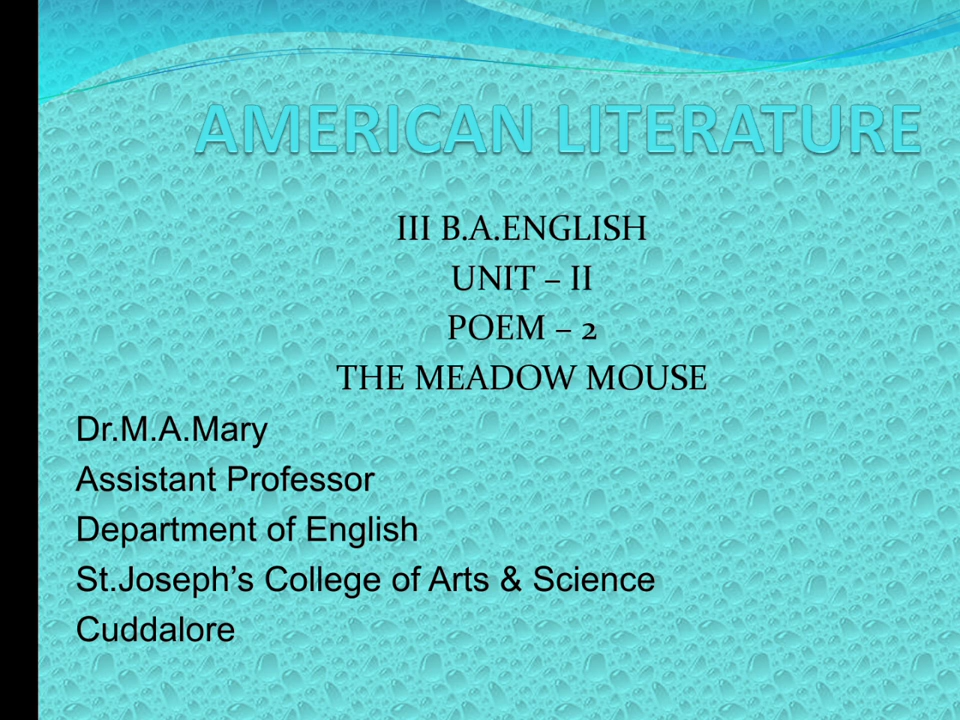 AMERICAN LITERATURE
III B.A.ENGLISH
UNIT – II
POEM – 2
THE MEADOW MOUSE
Dr.M.A.Mary
Assistant Professor
Department of English
St.Joseph’s College of Arts & Science
Cuddalore